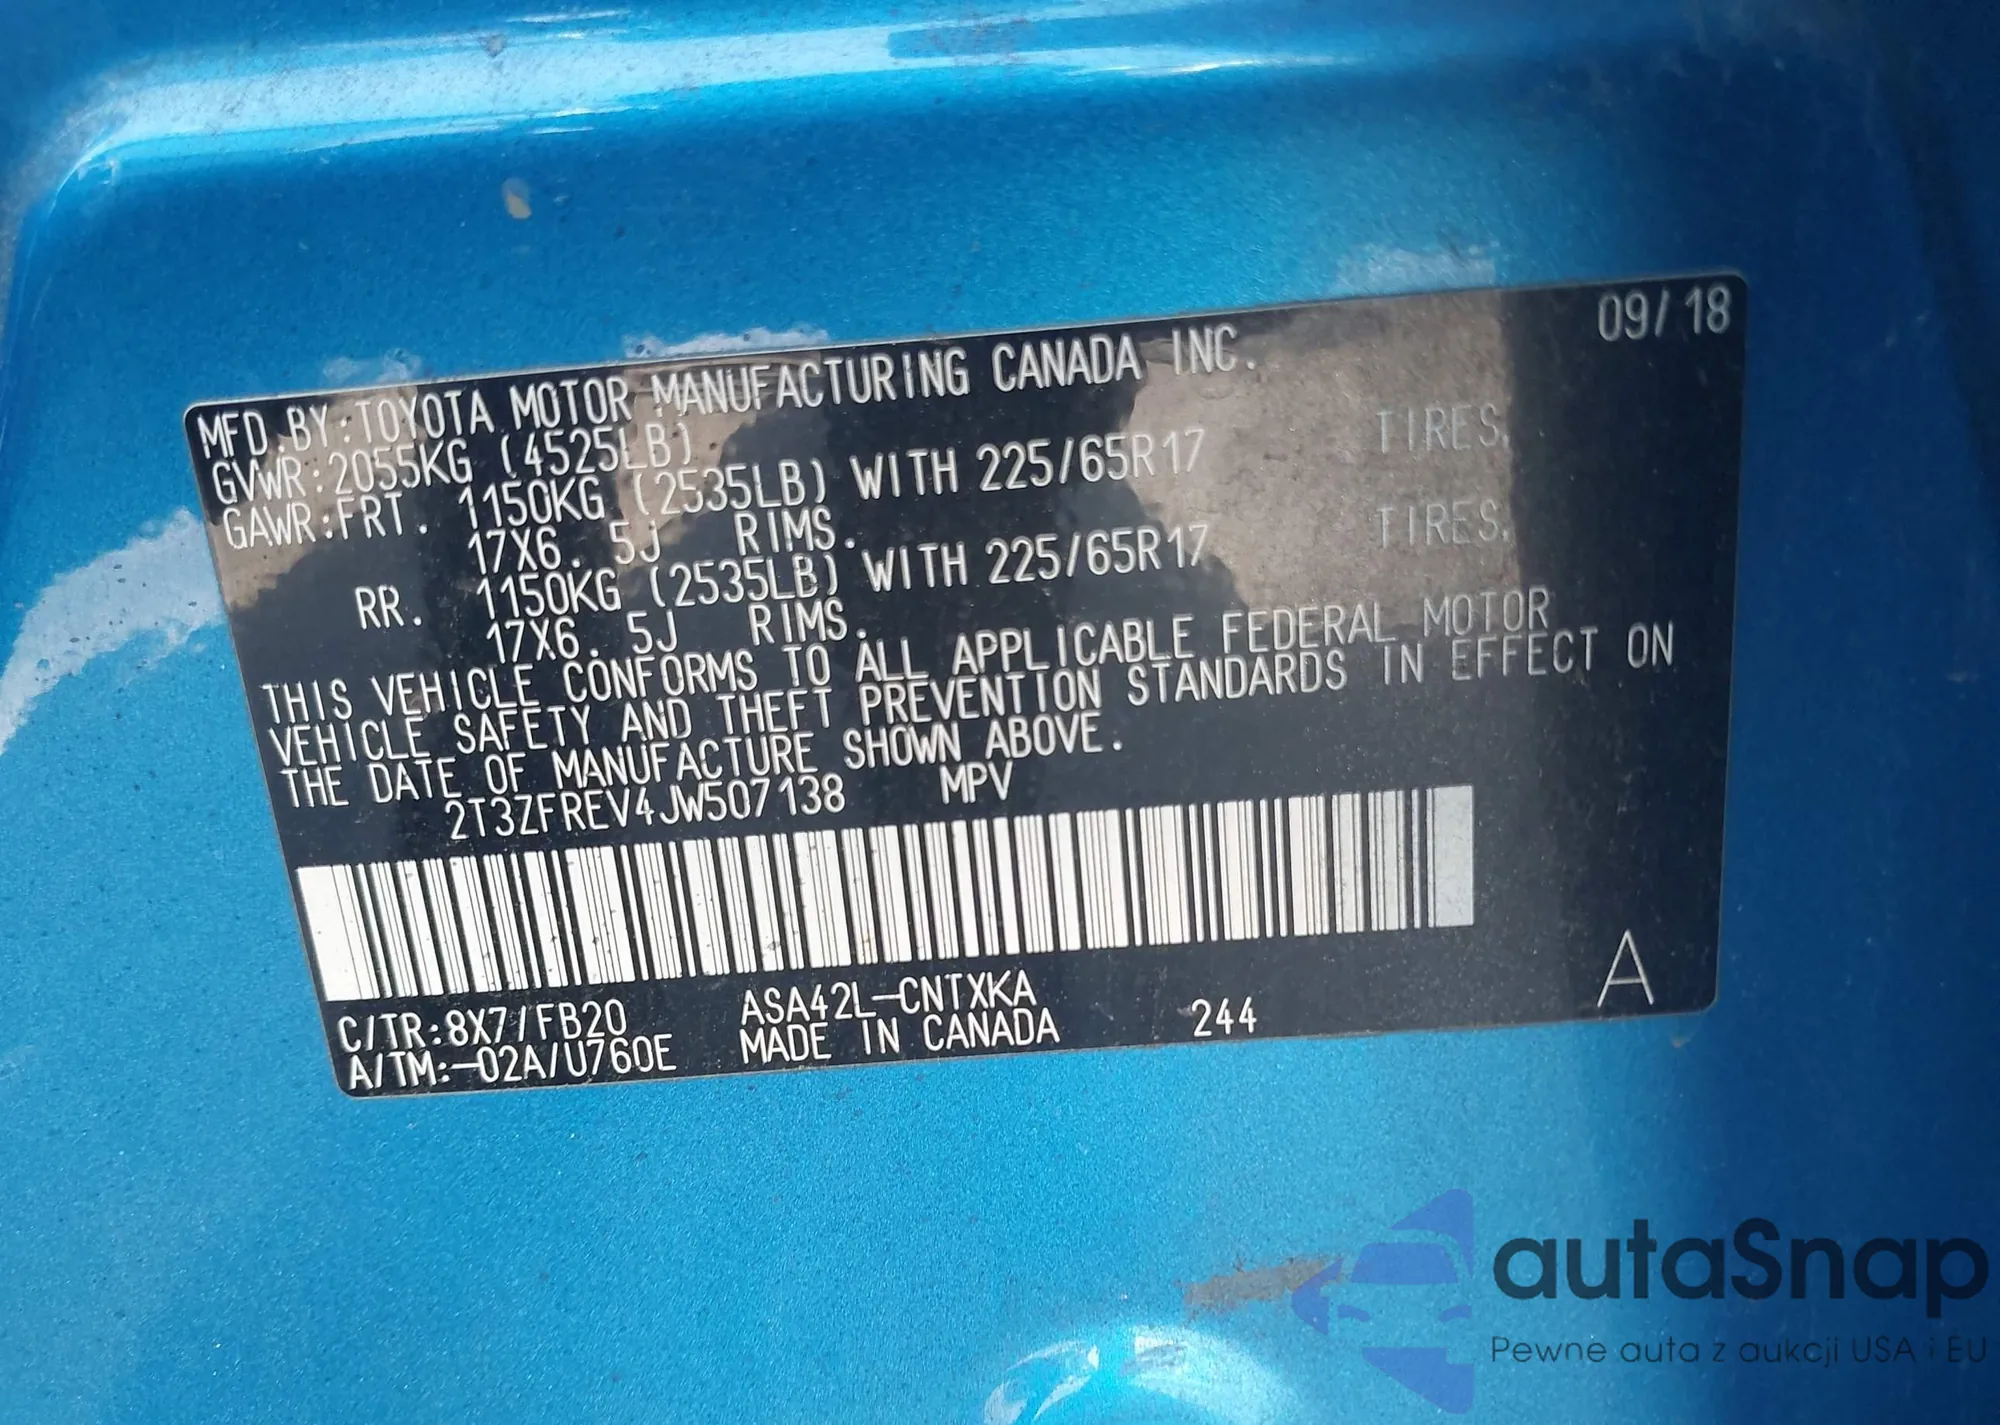 09/18
MFD.BY:TOYOTA MOTOR MANUFACTURING CANADA INC.
GVWR:2055KG (4525LB)
GAWR:FRT. 1150KG (2535LB) WITH 225/65R17 TIRES.
17X6.5J RIMS.
RR. 1150KG (2535LB) WITH 225/65R17 TIRES.
17X6.5J RIMS.
THIS VEHICLE CONFORMS TO ALL APPLICABLE FEDERAL MOTOR
VEHICLE SAFETY AND THEFT PREVENTION STANDARDS IN EFFECT ON
THE DATE OF MANUFACTURE SHOWN ABOVE.
2T3ZFREV4JW507138 MPV
A
C/TR:8X7/FB20 ASA42L-CNTXKA
A/TM:-02A/U760E MADE IN CANADA 244
autaSnap
Pewne auta z aukcji USA i EU